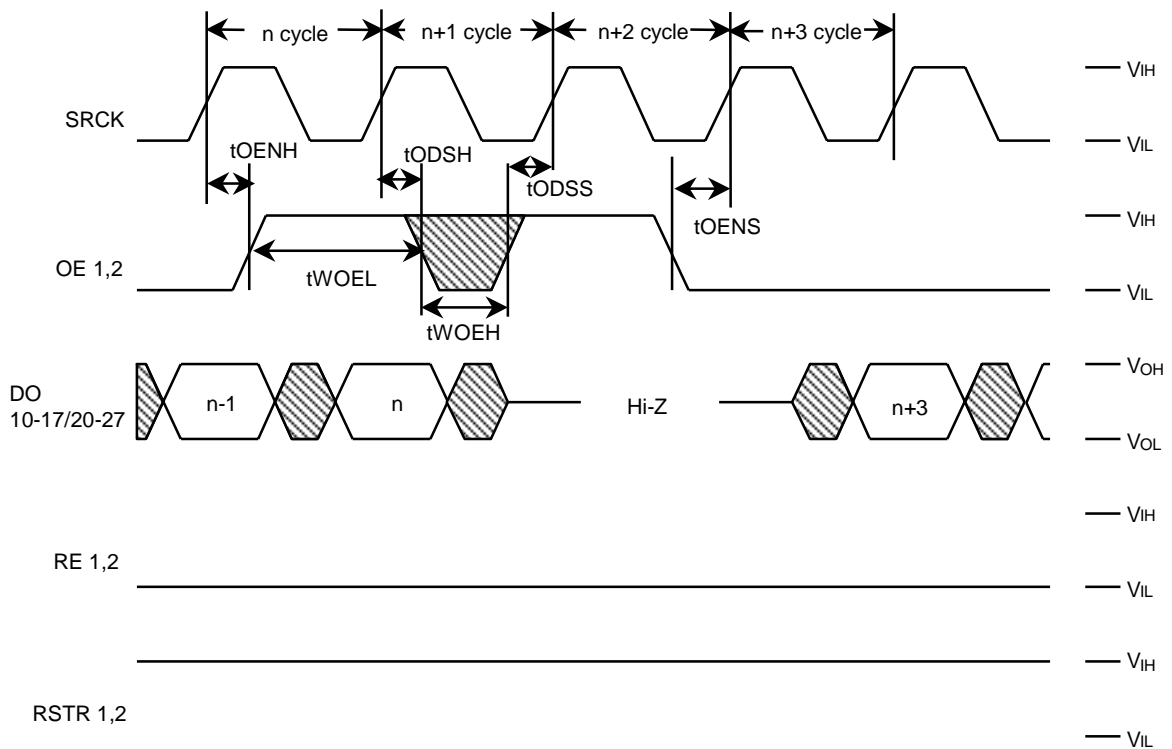 n cycle
n+1 cycle
n+2 cycle
n+3 cycle
VIH
SRCK
VIL
tOENH
tODSH
tODSS
tOENS
VIH
OE 1,2
tWOEL
VIL
tWOEH
VOH
DO
10-17/20-27
n-1
n
Hi-Z
n+3
VOL
VIH
RE 1,2
VIL
VIH
RSTR 1,2
VIL